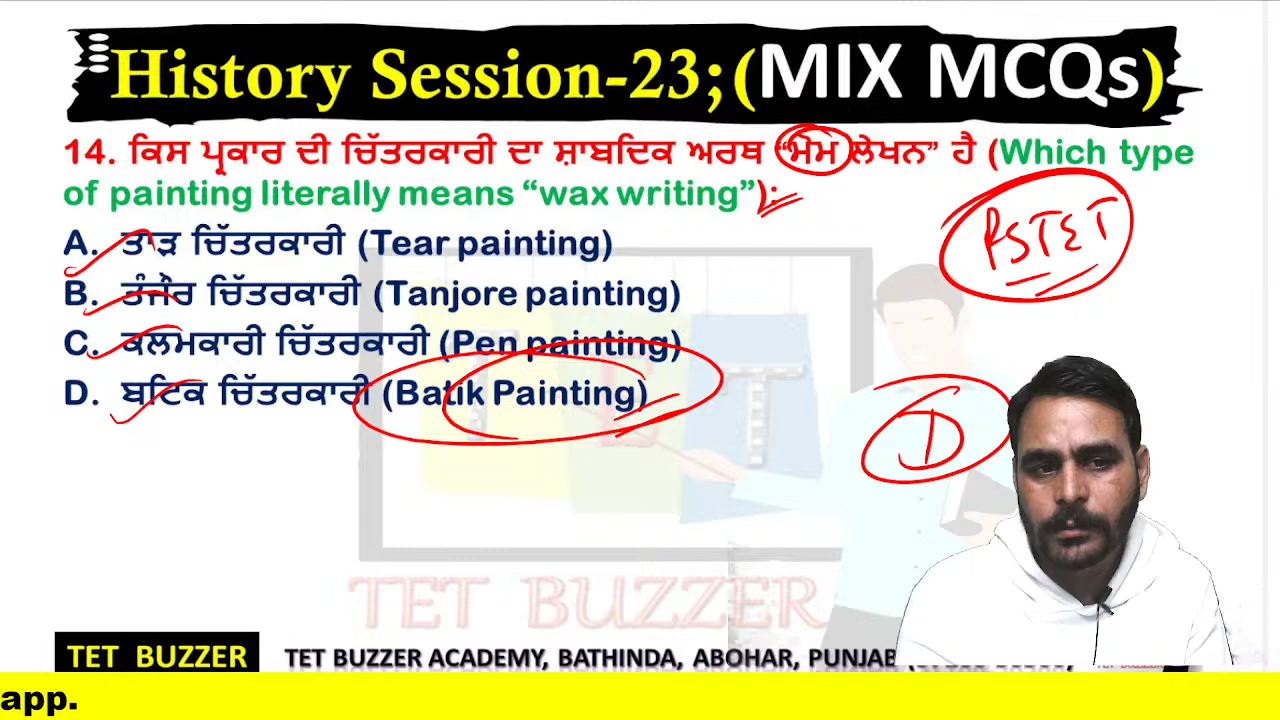 History Session-23;(MIX MCQs)
14. ਕਿਸ ਪ੍ਰਕਾਰ ਦੀ ਚਿੱਤਰਕਾਰੀ ਦਾ ਸ਼ਾਬਦਿਕ ਅਰਥ “ਮੋਮ ਲੇਖਨ” ਹੈ (Which type
of painting literally means “wax writing”):
PSTET
A. ਤਾੜ ਚਿੱਤਰਕਾਰੀ (Tear painting)
B. ਤੰਜੌਰ ਚਿੱਤਰਕਾਰੀ (Tanjore painting)
C. ਕਲਮਕਾਰੀ ਚਿੱਤਰਕਾਰੀ (Pen painting)
D. ਬਟਿਕ ਚਿੱਤਰਕਾਰੀ (Batik Painting)
D
TET
TET BUZZER
TET BUZZER
TET BUZZER ACADEMY, BATHINDA, ABOHAR, PUNJAB
app.